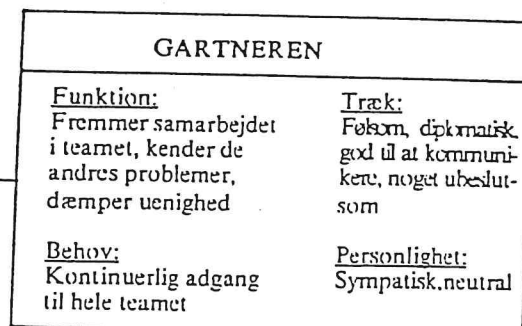 GARTNEREN
Funktion:
Fremmer samarbejdet
i teamet, kender de
andres problemer,
dæmper uenighed
Træk:
Følsom, diplomatisk,
god til at kommuni-
kere, noget ubeslut-
som
Behov:
Kontinuerlig adgang
til hele teamet
Personlighet:
Sympatisk, neutral